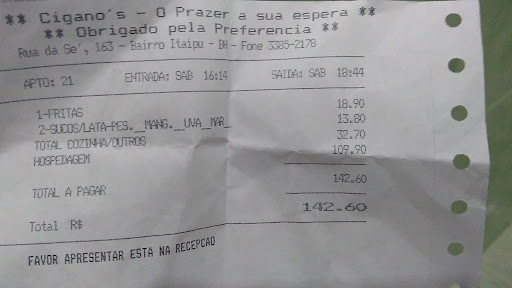 ** Cigano's - O Prazer a sua espera **
** Obrigado pela Preferencia **
Rua da Se', 163 - Bairro Itaipu - BH - Fone 3385-2178
APTO: 21 ENTRADA: SAB 16:14 SAIDA: SAB 18:44
1-FRITAS 18.90
2-SUCOS/LATA-PES.__MANG.__UVA__MAR_ 13.80
TOTAL COZINHA/OUTROS 32.70
HOSPEDAGEM 109.90
142.60
TOTAL A PAGAR
Total R$ 142.60
FAVOR APRESENTAR ESTA NA RECEPCAO